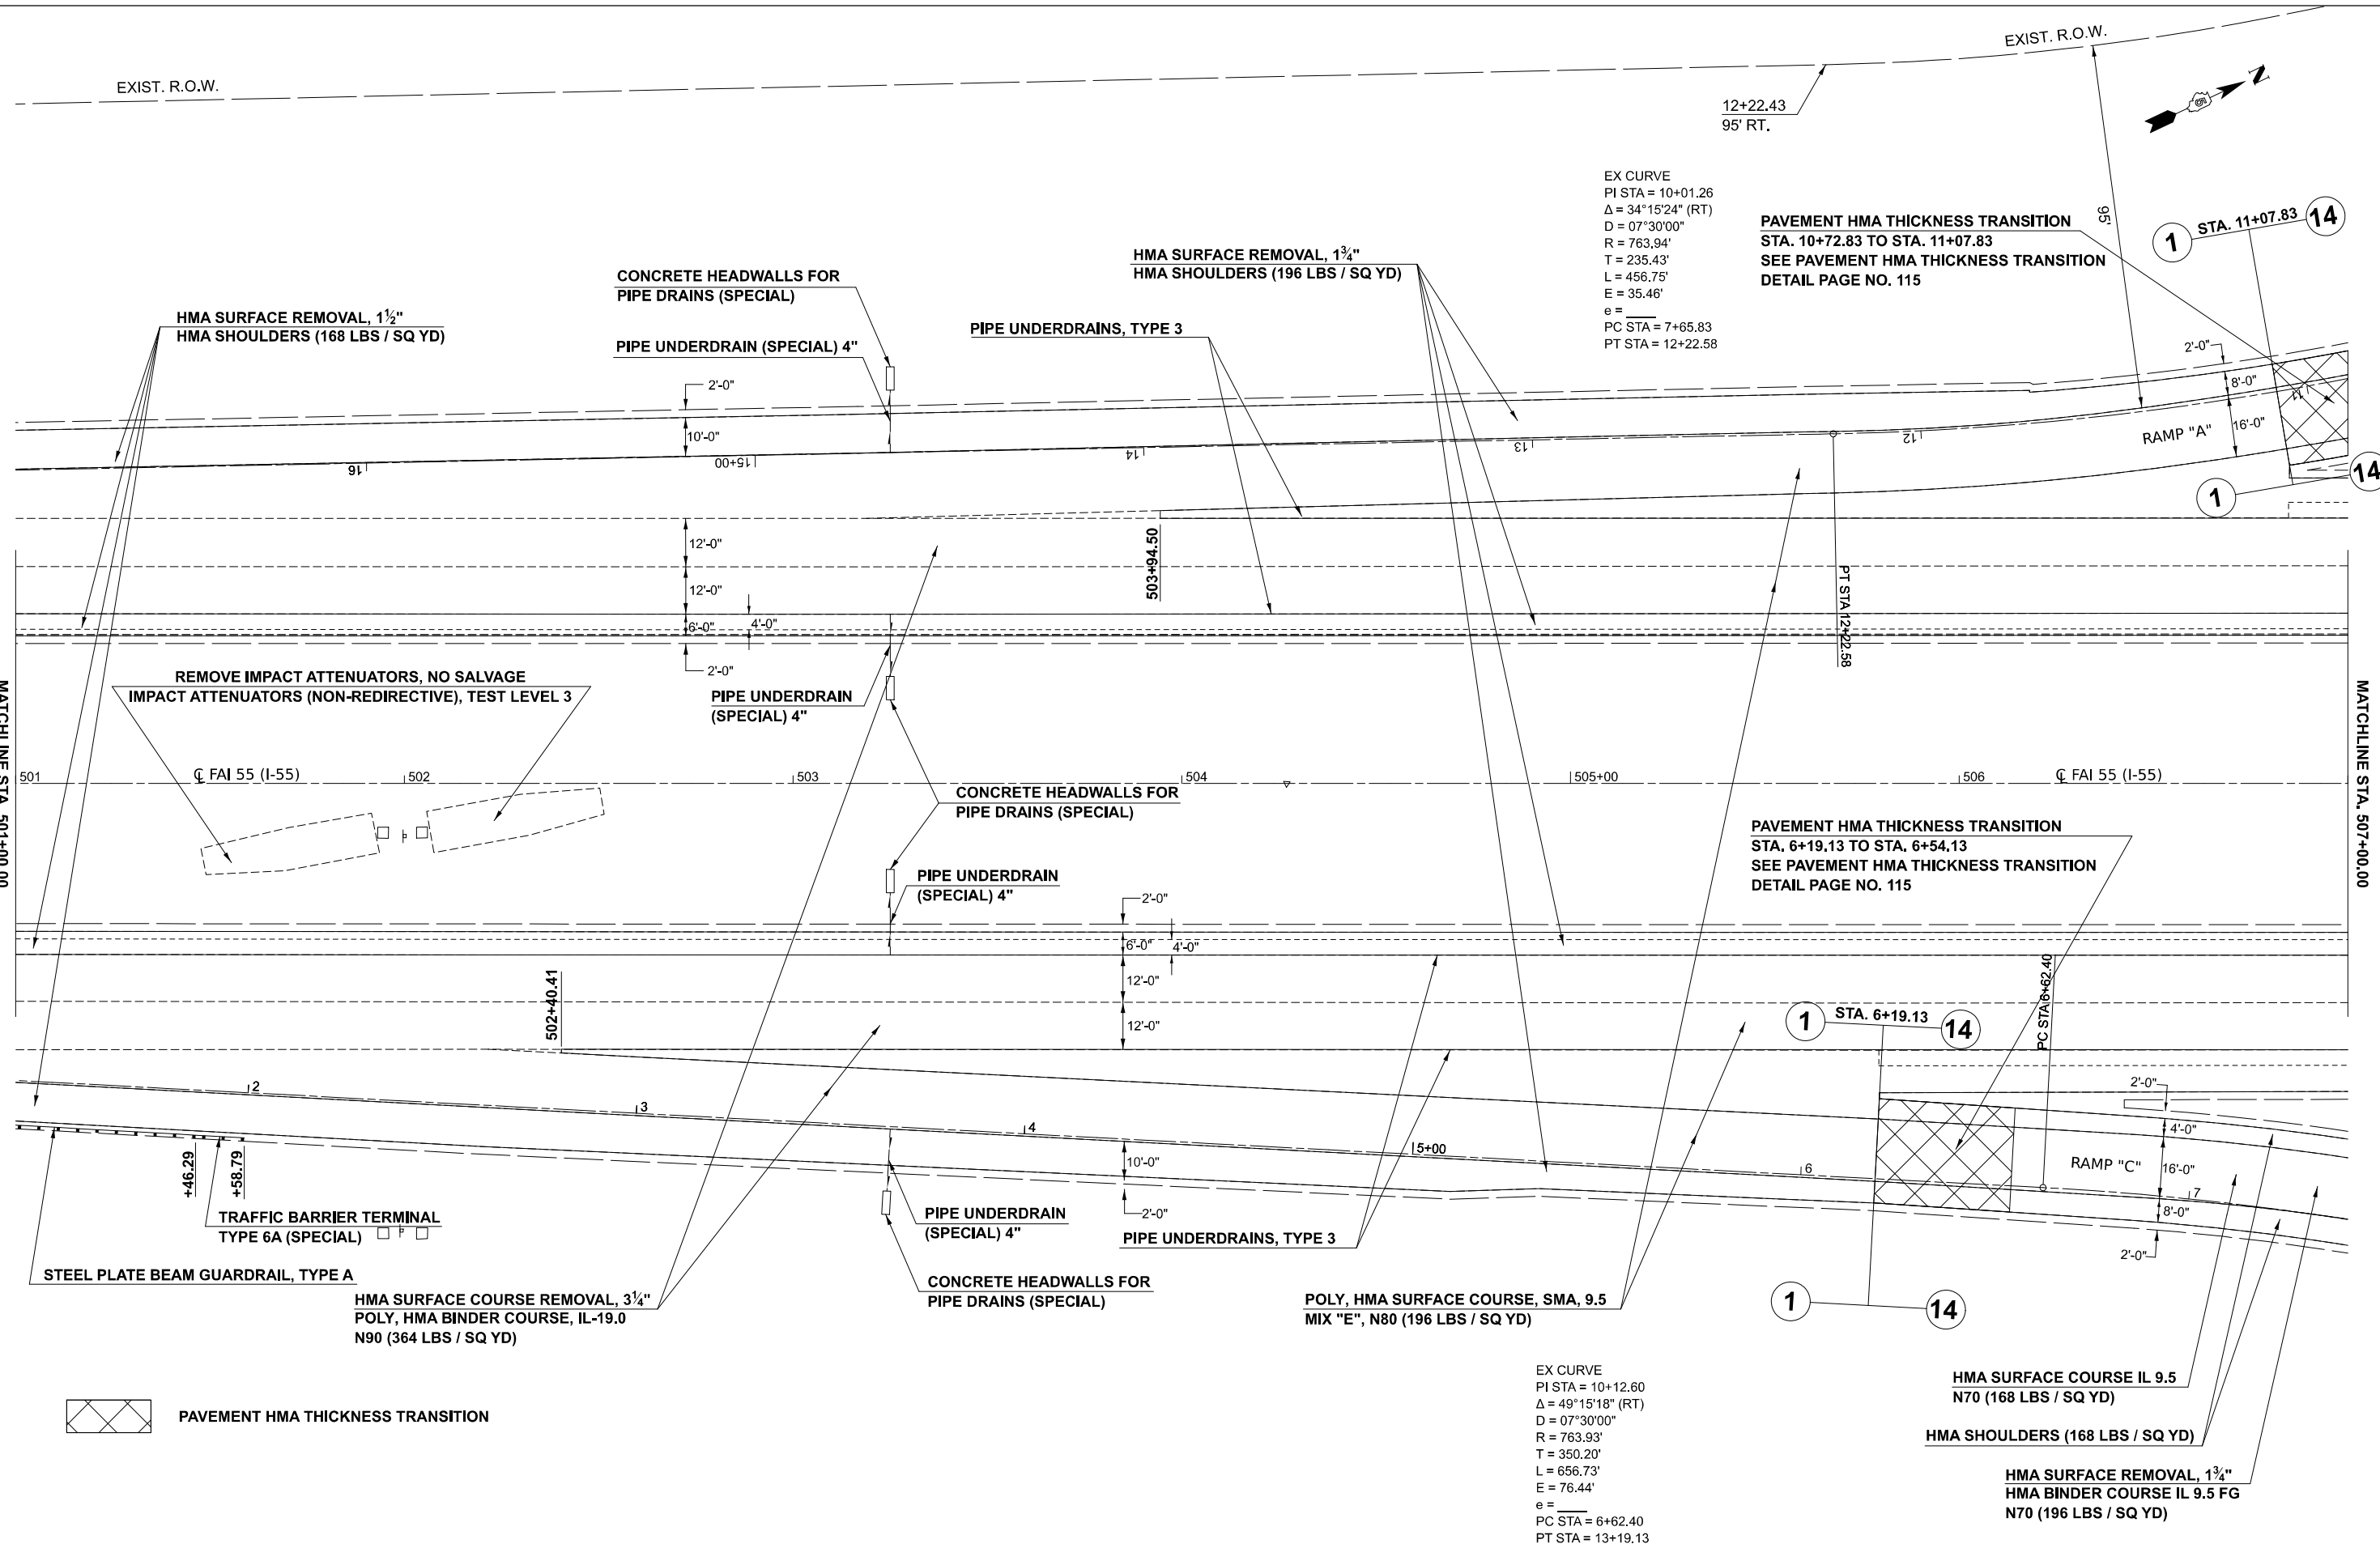 EXIST. R.O.W.
EXIST. R.O.W.
N
12+22.43
95' RT.
95'
EX CURVE
PI STA = 10+01.26
Δ = 34°15'24" (RT)
D = 07°30'00"
R = 763.94'
T = 235.43'
L = 456.75'
E = 35.46'
e = ____
PC STA = 7+65.83
PT STA = 12+22.58
PAVEMENT HMA THICKNESS TRANSITION
STA. 10+72.83 TO STA. 11+07.83
SEE PAVEMENT HMA THICKNESS TRANSITION
DETAIL PAGE NO. 115
1 STA. 11+07.83 14
HMA SURFACE REMOVAL, 1¾"
HMA SHOULDERS (196 LBS / SQ YD)
CONCRETE HEADWALLS FOR
PIPE DRAINS (SPECIAL)
HMA SURFACE REMOVAL, 1½"
HMA SHOULDERS (168 LBS / SQ YD)
PIPE UNDERDRAINS, TYPE 3
PIPE UNDERDRAIN (SPECIAL) 4"
2'-0"
10'-0"
2'-0"
8'-0"
16'-0"
RAMP "A"
16
15+00
14
13
12
11
1
14
12'-0"
12'-0"
6'-0"
4'-0"
2'-0"
503+94.50
PT STA 12+22.58
REMOVE IMPACT ATTENUATORS, NO SALVAGE
IMPACT ATTENUATORS (NON-REDIRECTIVE), TEST LEVEL 3
PIPE UNDERDRAIN
(SPECIAL) 4"
MATCHLINE STA. 501+00.00
MATCHLINE STA. 507+00.00
501
℄ FAI 55 (I-55)
502
503
504
505+00
506
℄ FAI 55 (I-55)
CONCRETE HEADWALLS FOR
PIPE DRAINS (SPECIAL)
PAVEMENT HMA THICKNESS TRANSITION
STA. 6+19.13 TO STA. 6+54.13
SEE PAVEMENT HMA THICKNESS TRANSITION
DETAIL PAGE NO. 115
PIPE UNDERDRAIN
(SPECIAL) 4"
2'-0"
6'-0"
4'-0"
12'-0"
12'-0"
502+40.41
PC STA 6+62.40
1 STA. 6+19.13 14
2
3
4
5+00
6
7
+46.29
+58.79
10'-0"
2'-0"
2'-0"
4'-0"
RAMP "C"
16'-0"
8'-0"
2'-0"
TRAFFIC BARRIER TERMINAL
TYPE 6A (SPECIAL)
PIPE UNDERDRAIN
(SPECIAL) 4"
PIPE UNDERDRAINS, TYPE 3
STEEL PLATE BEAM GUARDRAIL, TYPE A
CONCRETE HEADWALLS FOR
PIPE DRAINS (SPECIAL)
HMA SURFACE COURSE REMOVAL, 3¼"
POLY, HMA BINDER COURSE, IL-19.0
N90 (364 LBS / SQ YD)
POLY, HMA SURFACE COURSE, SMA, 9.5
MIX "E", N80 (196 LBS / SQ YD)
1
14
EX CURVE
PI STA = 10+12.60
Δ = 49°15'18" (RT)
D = 07°30'00"
R = 763.93'
T = 350.20'
L = 656.73'
E = 76.44'
e = ____
PC STA = 6+62.40
PT STA = 13+19.13
HMA SURFACE COURSE IL 9.5
N70 (168 LBS / SQ YD)
HMA SHOULDERS (168 LBS / SQ YD)
HMA SURFACE REMOVAL, 1¾"
HMA BINDER COURSE IL 9.5 FG
N70 (196 LBS / SQ YD)
PAVEMENT HMA THICKNESS TRANSITION